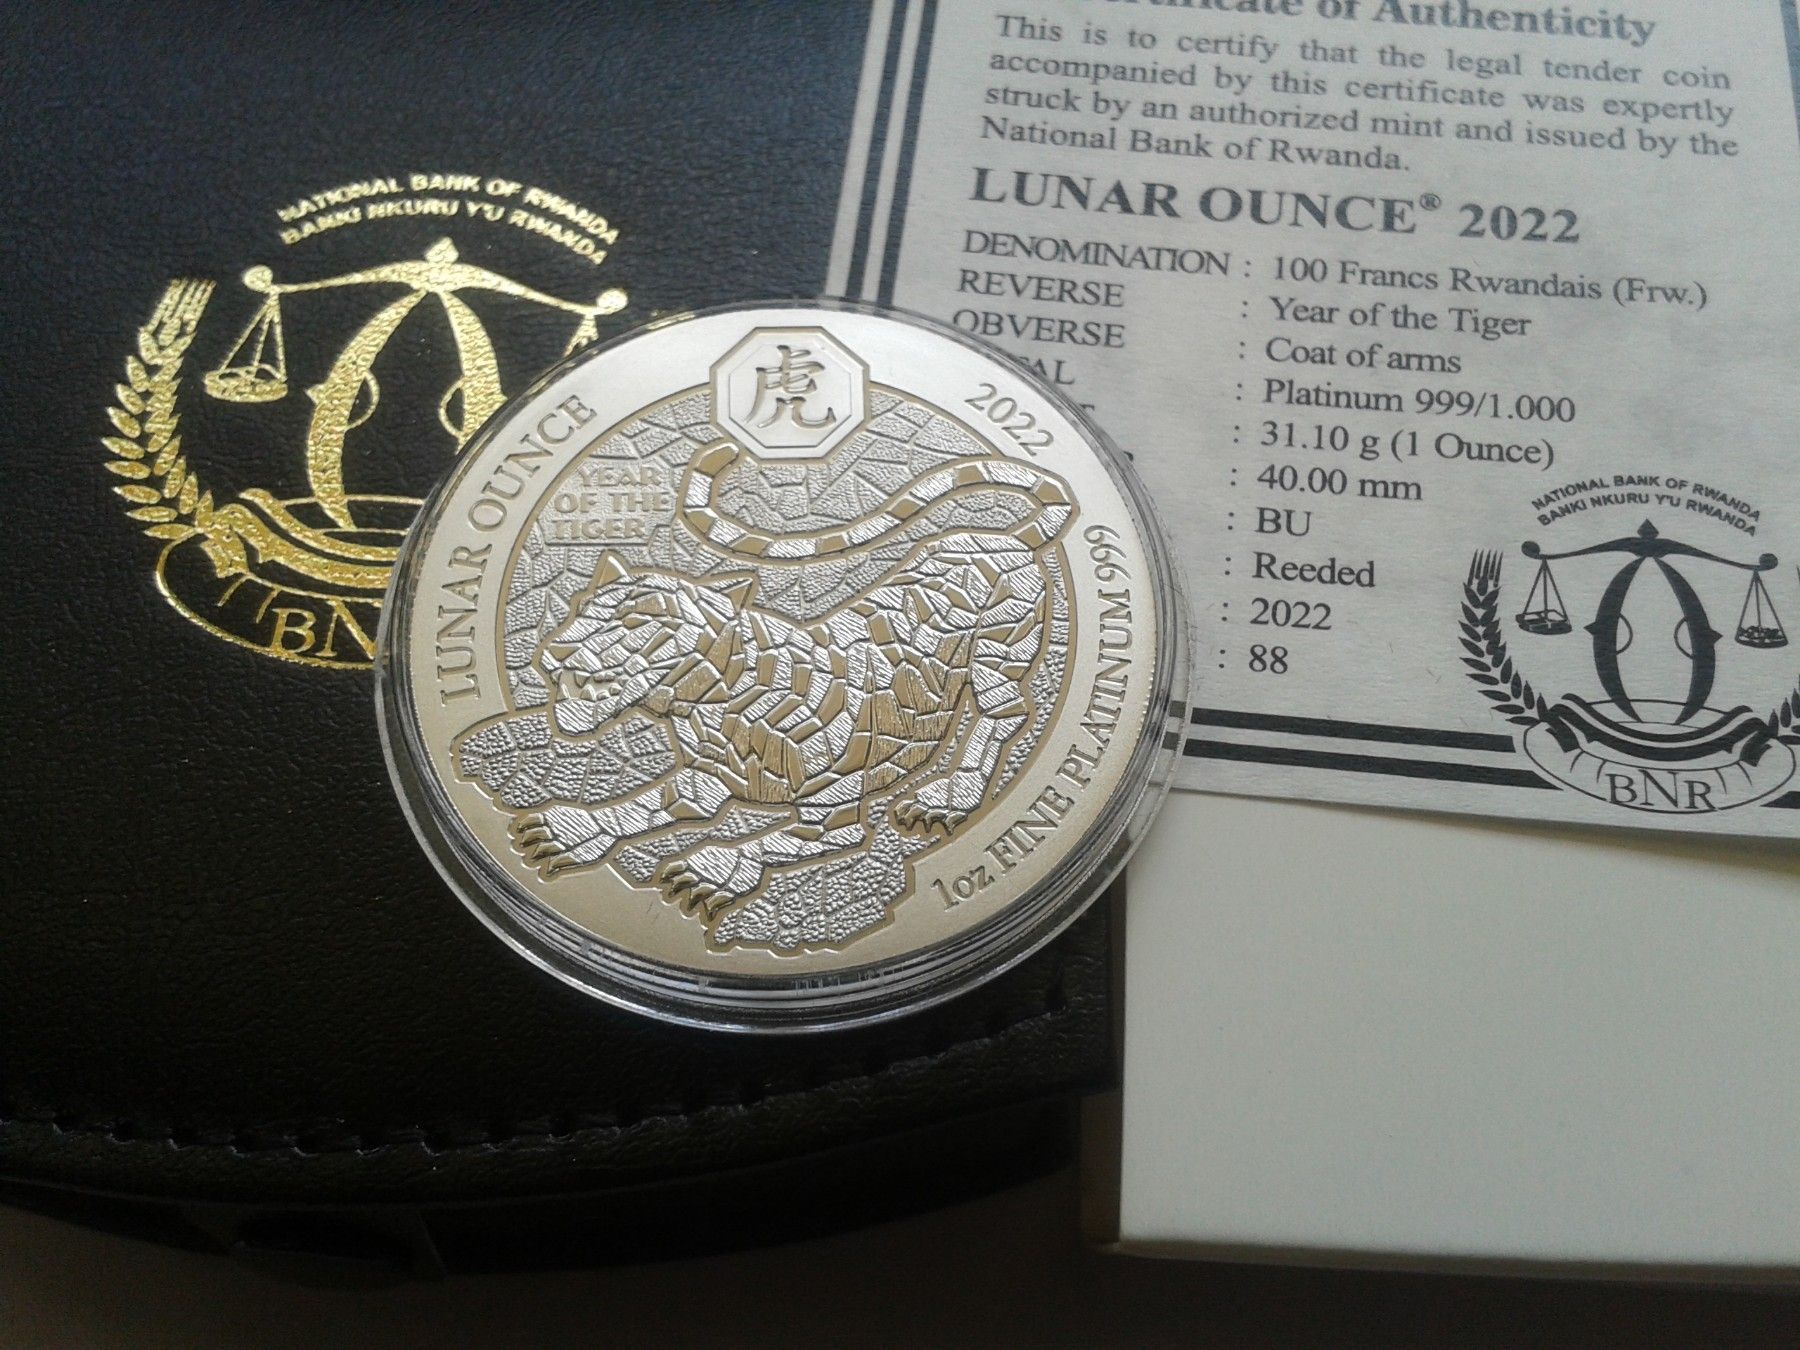 NATIONAL BANK OF RWANDA
BANKI NKURU Y'U RWANDA
虎
LUNAR OUNCE
2022
YEAR
OF THE
TIGER
1oz FINE PLATINUM 999
Certificate of Authenticity
This is to certify that the legal tender coin
accompanied by this certificate was expertly
struck by an authorized mint and issued by the
National Bank of Rwanda.
LUNAR OUNCE® 2022
DENOMINATION : 100 Francs Rwandais (Frw.)
REVERSE : Year of the Tiger
OBVERSE : Coat of arms
: Platinum 999/1.000
: 31.10 g (1 Ounce)
: 40.00 mm
: BU
: Reeded
: 2022
: 88
NATIONAL BANK OF RWANDA
BANKI NKURU Y'U RWANDA
BNR